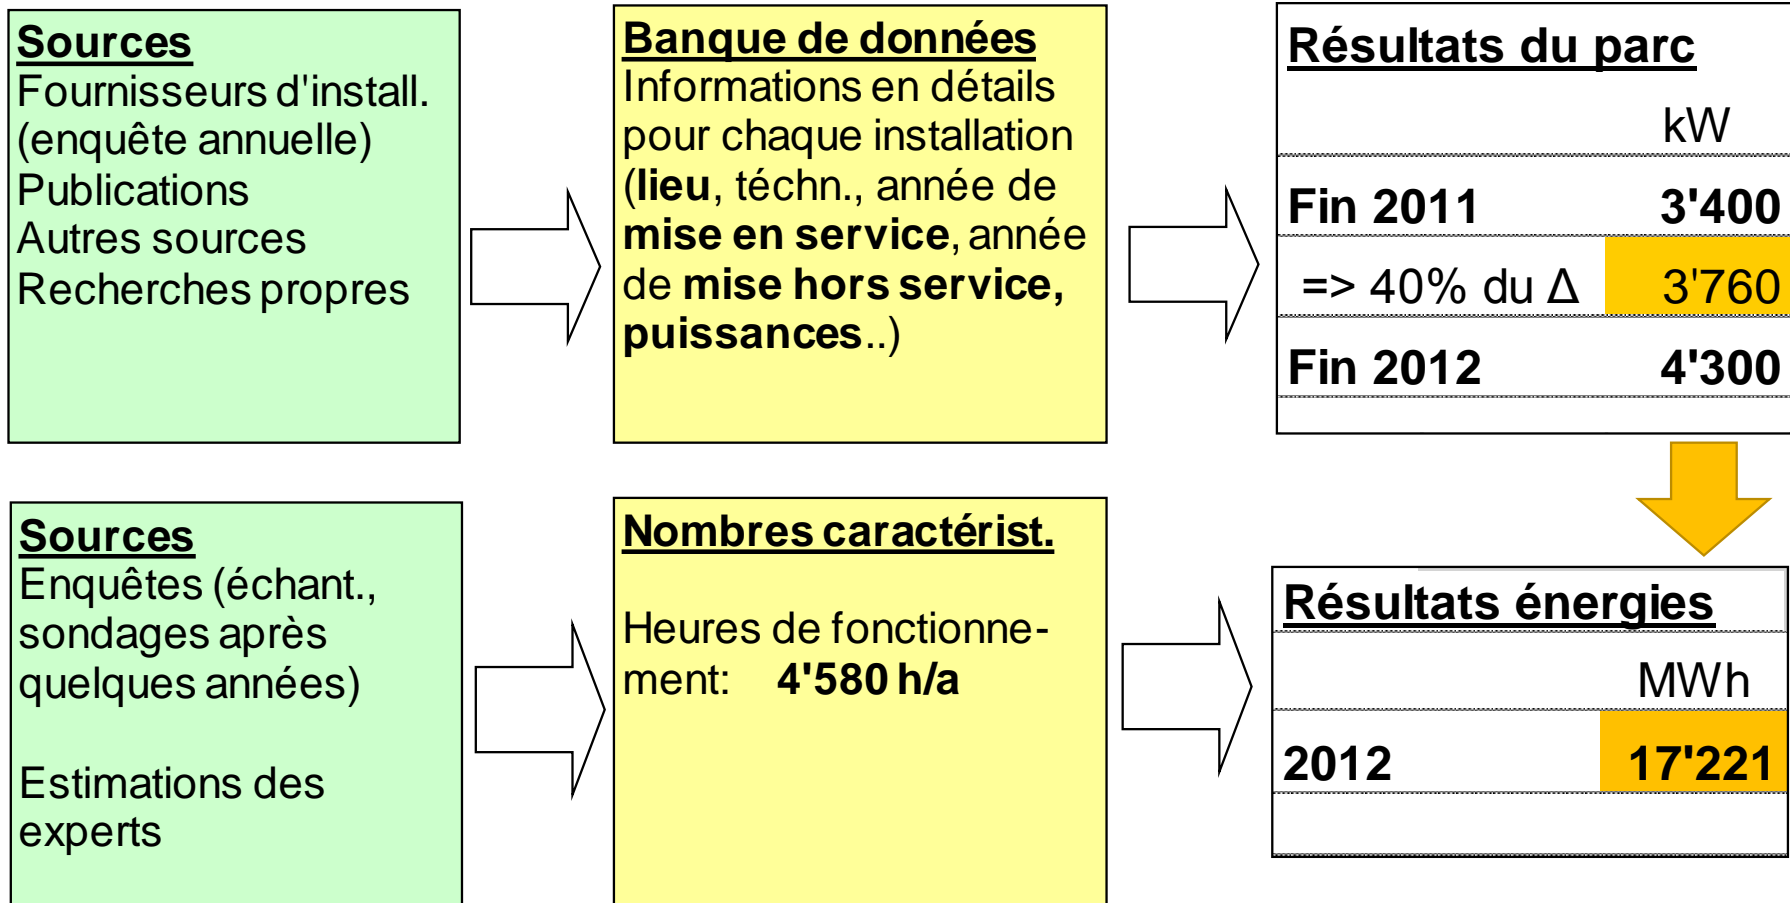 Sources
Fournisseurs d'install.
(enquête annuelle)
Publications
Autres sources
Recherches propres
Banque de données
Informations en détails
pour chaque installation
(lieu, téchn., année de
mise en service, année
de mise hors service,
puissances..)
Résultats du parc
kW
Fin 2011 3'400
=> 40% du Δ 3'760
Fin 2012 4'300
Sources
Enquêtes (échant.,
sondages après
quelques années)
Estimations des
experts
Nombres caractérist.
Heures de fonctionne-
ment: 4'580 h/a
Résultats énergies
MWh
2012 17'221